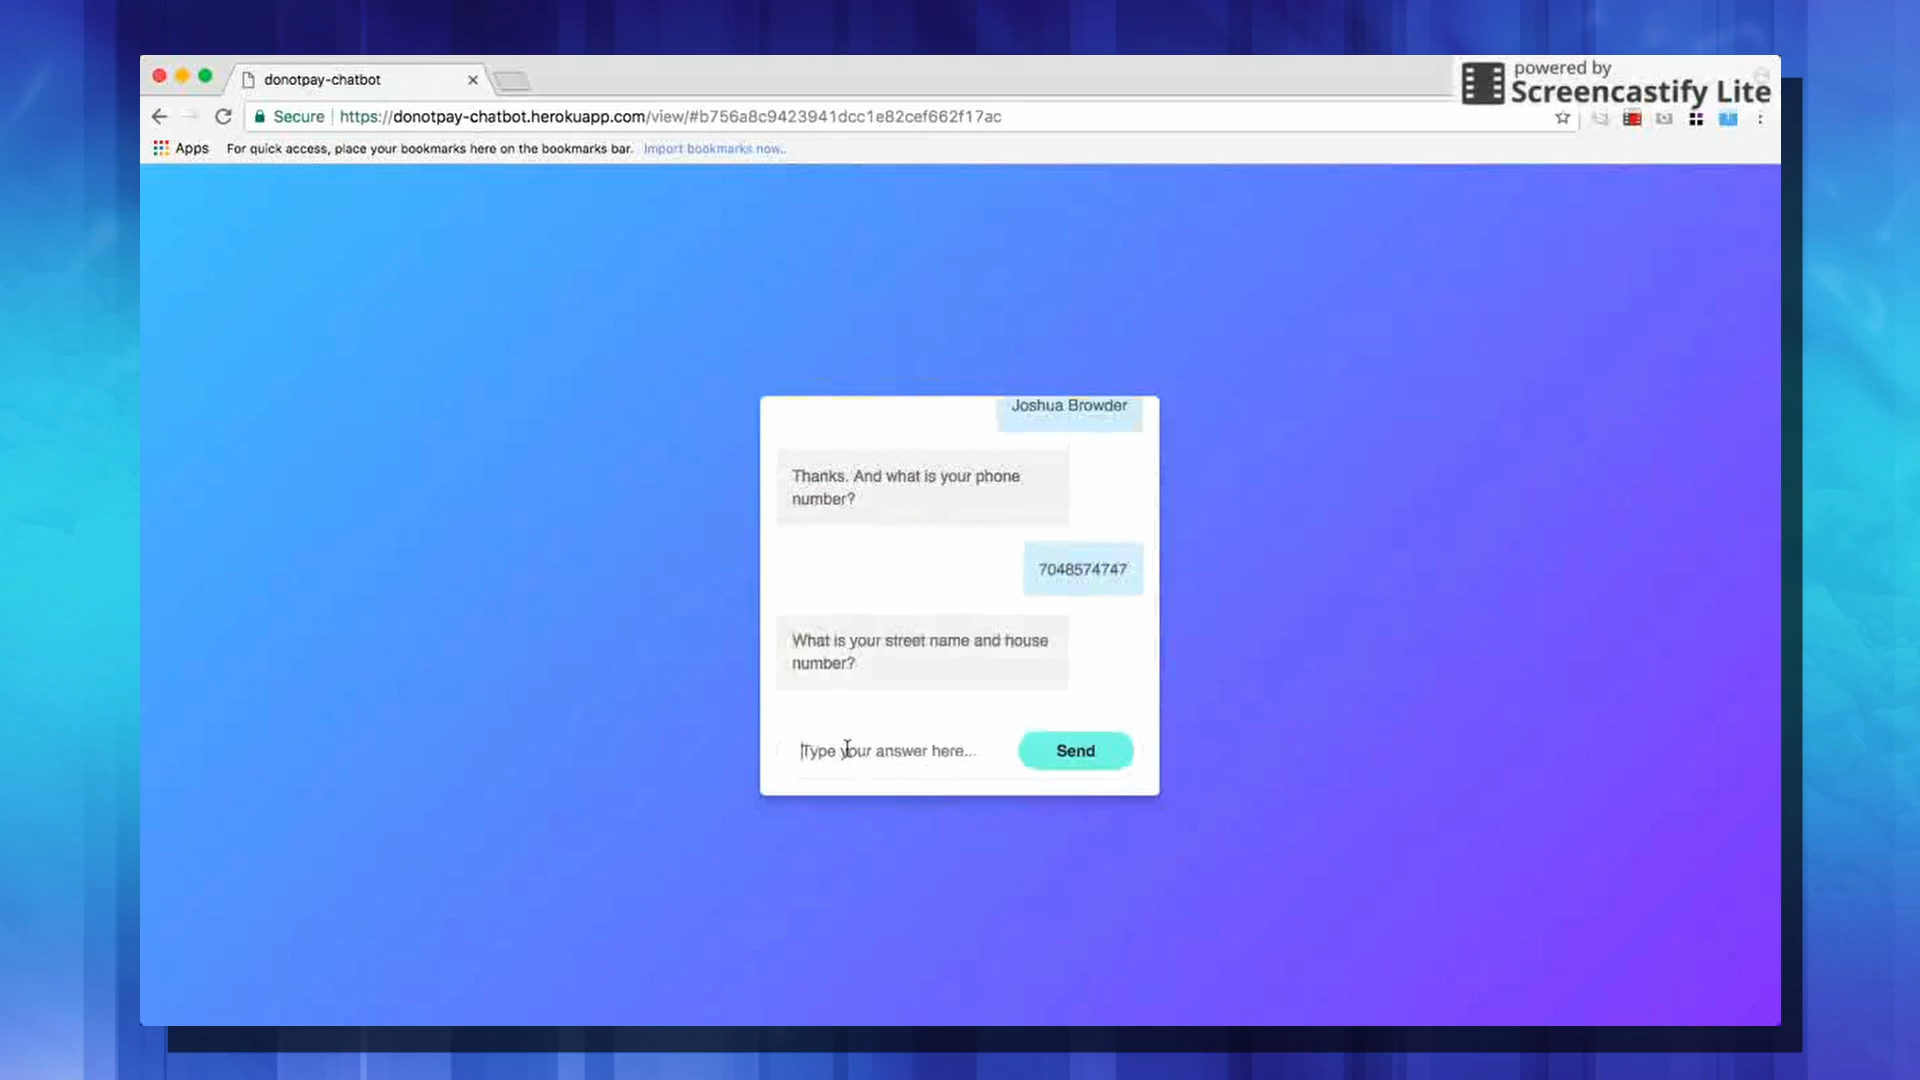 donotpay-chatbot
powered by
Screencastify Lite
Secure
https://donotpay-chatbot.herokuapp.com/view/#b756a8c9423941dcc1e82cef662f17ac
Apps
For quick access, place your bookmarks here on the bookmarks bar.
Import bookmarks now..
Joshua Browder
Thanks. And what is your phone
number?
7048574747
What is your street name and house
number?
Type your answer here...
Send